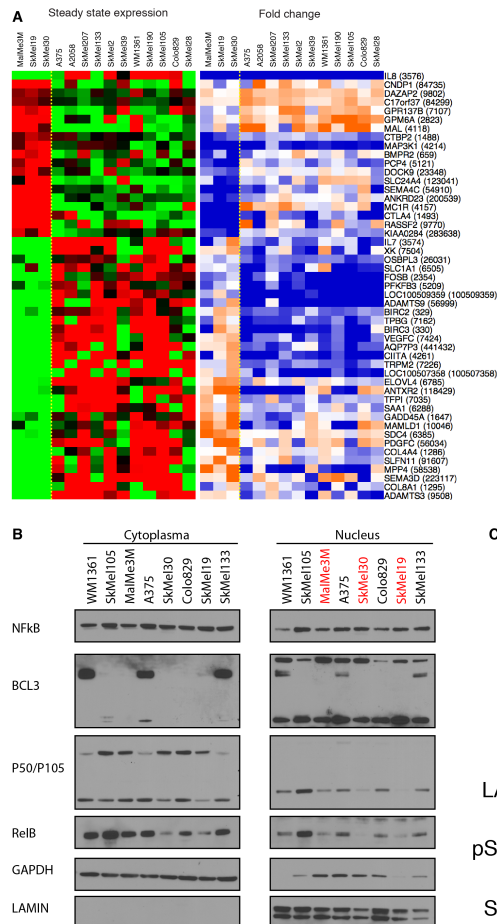 A
Steady state expression
Fold change
MalMe3M
SkMel19
SkMel30
A375
A2058
SkMel207
SkMel133
SkMel2
SkMel39
WM1361
SkMel190
SkMel105
Colo829
SkMel28
MalMe3M
SkMel19
SkMel30
A375
A2058
SkMel207
SkMel133
SkMel2
SkMel39
WM1361
SkMel190
SkMel105
Colo829
SkMel28
IL8 (3576)
CNDP1 (84735)
DAZAP2 (9802)
C17orf37 (84299)
GPR137B (7107)
GPM6A (2823)
MAL (4118)
CTBP2 (1488)
MAP3K1 (4214)
BMPR2 (659)
PCP4 (5121)
DOCK9 (23348)
SLC24A4 (123041)
SEMA4C (54910)
ANKRD23 (200539)
MC1R (4157)
CTLA4 (1493)
RASSF2 (9770)
KIAA0284 (283638)
IL7 (3574)
XK (7504)
OSBPL3 (26031)
SLC1A1 (6505)
FOSB (2354)
PFKFB3 (5209)
LOC100509359 (100509359)
ADAMTS9 (56999)
BIRC2 (329)
TPBG (7162)
BIRC3 (330)
VEGFC (7424)
AQP7P3 (441432)
CIITA (4261)
TRPM2 (7226)
LOC100507358 (100507358)
ELOVL4 (6785)
ANTXR2 (118429)
TFPI (7035)
SAA1 (6288)
GADD45A (1647)
MAMLD1 (10046)
SDC4 (6385)
PDGFC (56034)
COL4A4 (1286)
SLFN11 (91607)
MPP4 (58538)
SEMA3D (223117)
COL8A1 (1295)
ADAMTS3 (9508)
B
Cytoplasma
Nucleus
WM1361
SkMel105
MalMe3M
A375
SkMel30
Colo829
SkMel19
SkMel133
WM1361
SkMel105
MalMe3M
A375
SkMel30
Colo829
SkMel19
SkMel133
NFkB
BCL3
P50/P105
RelB
GAPDH
LAMIN
C
LA
pS
S